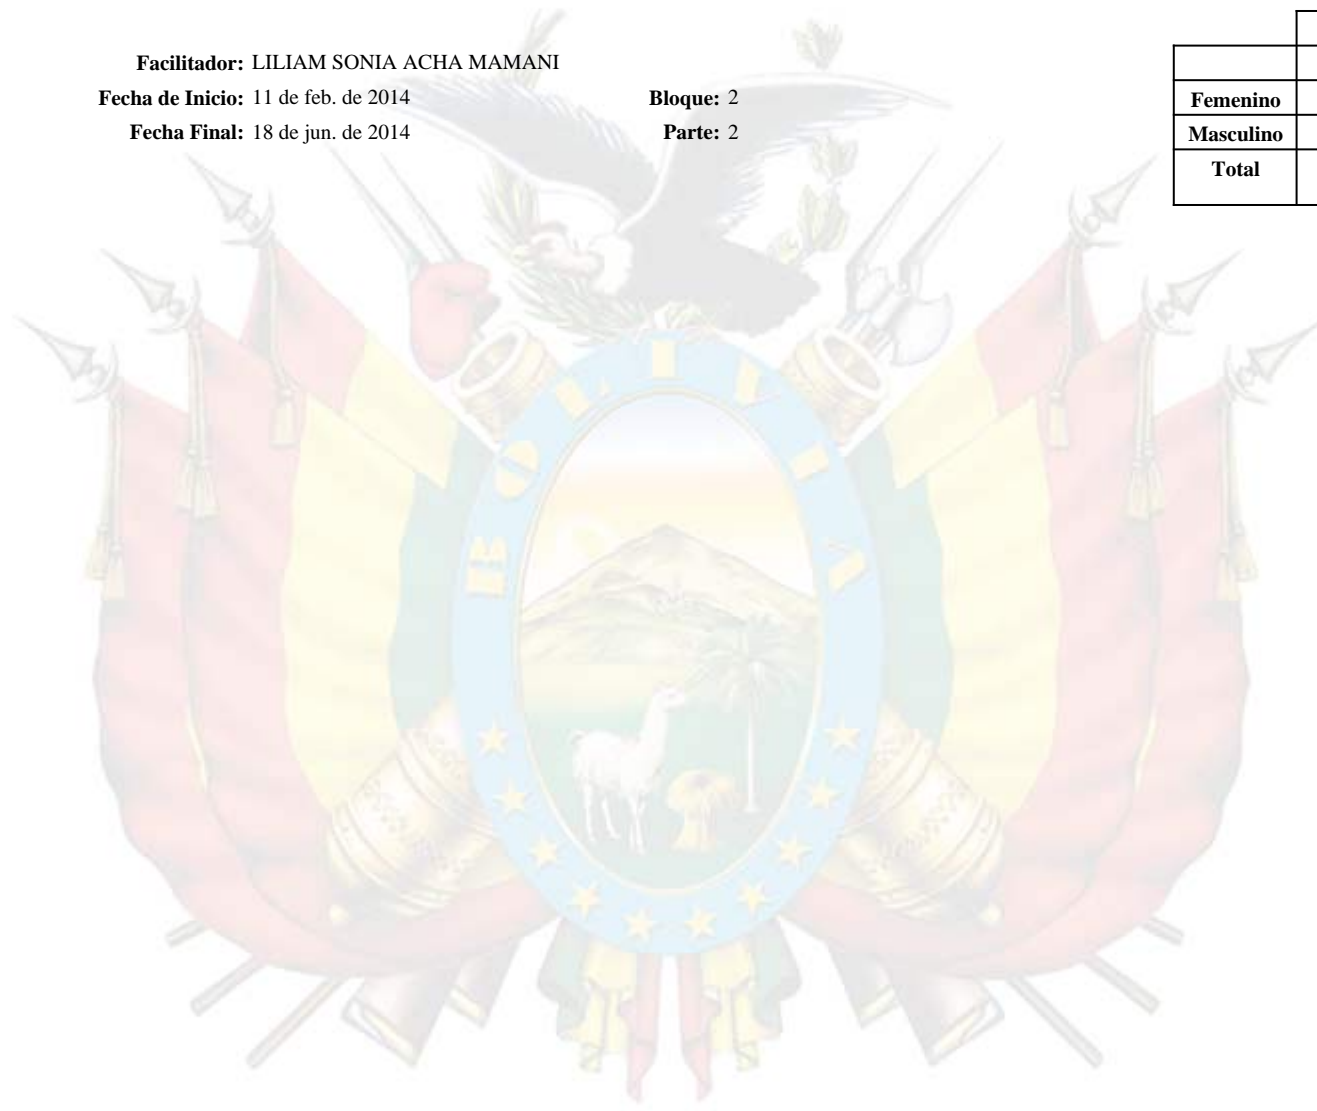 Facilitador: LILIAM SONIA ACHA MAMANI
Fecha de Inicio: 11 de feb. de 2014 Bloque: 2
Fecha Final: 18 de jun. de 2014 Parte: 2
Femenino
Masculino
Total
BOLIVIA